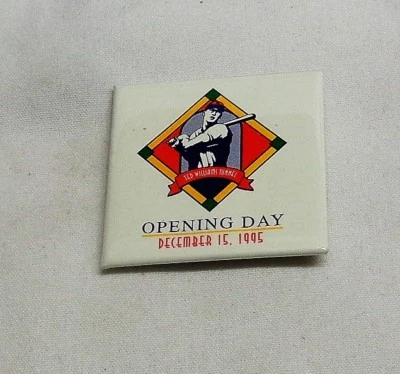 TED WILLIAMS TUNNEL
OPENING DAY
DECEMBER 15, 1995